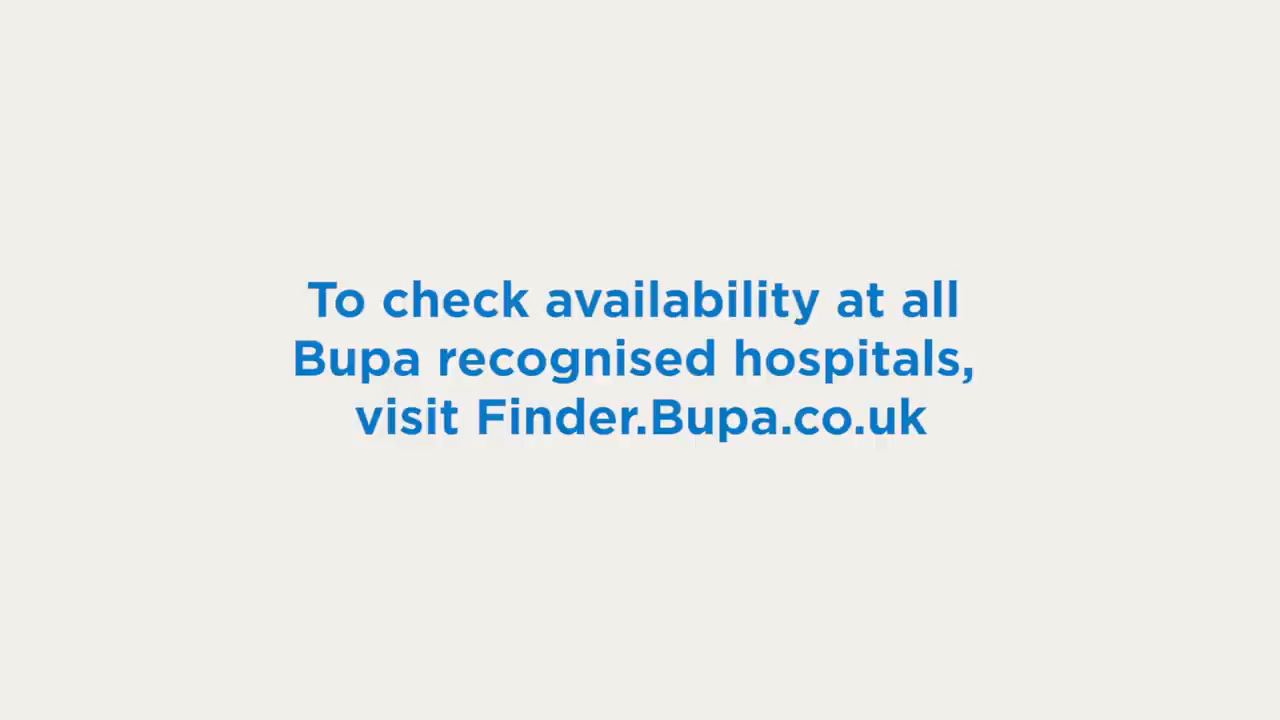 To check availability at all
Bupa recognised hospitals,
visit Finder.Bupa.co.uk